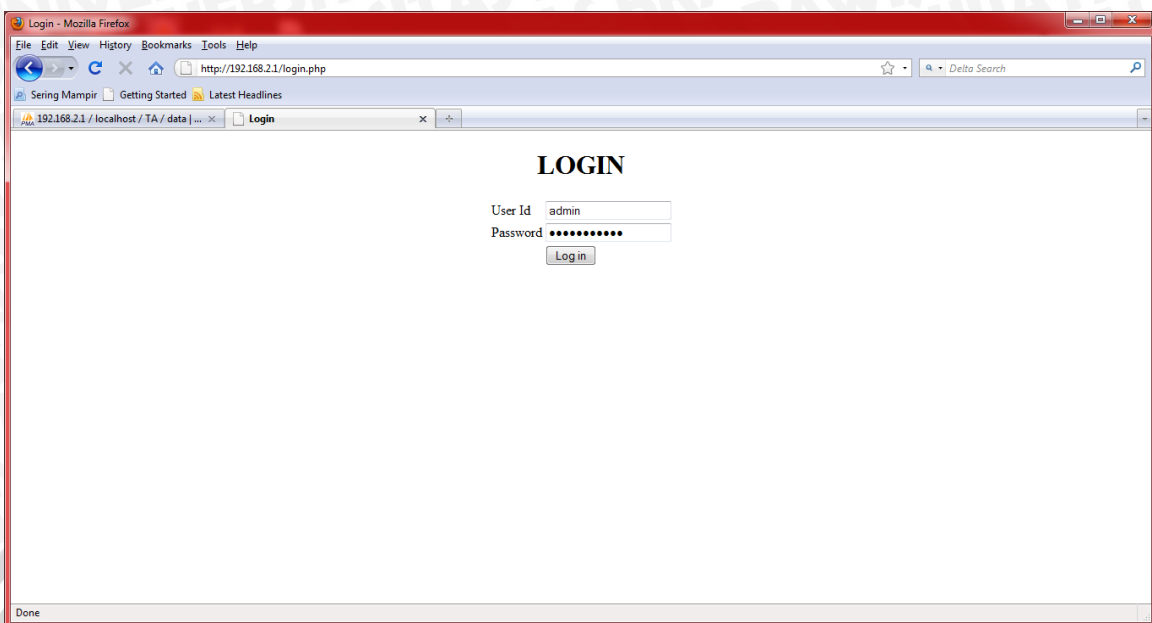 Login - Mozilla Firefox
File Edit View History Bookmarks Tools Help
http://192.168.2.1/login.php
Delta Search
Sering Mampir Getting Started Latest Headlines
PMA 192.168.2.1 / localhost / TA / data | ...
Login
LOGIN
User Id admin
Password •••••••••••
Log in
Done